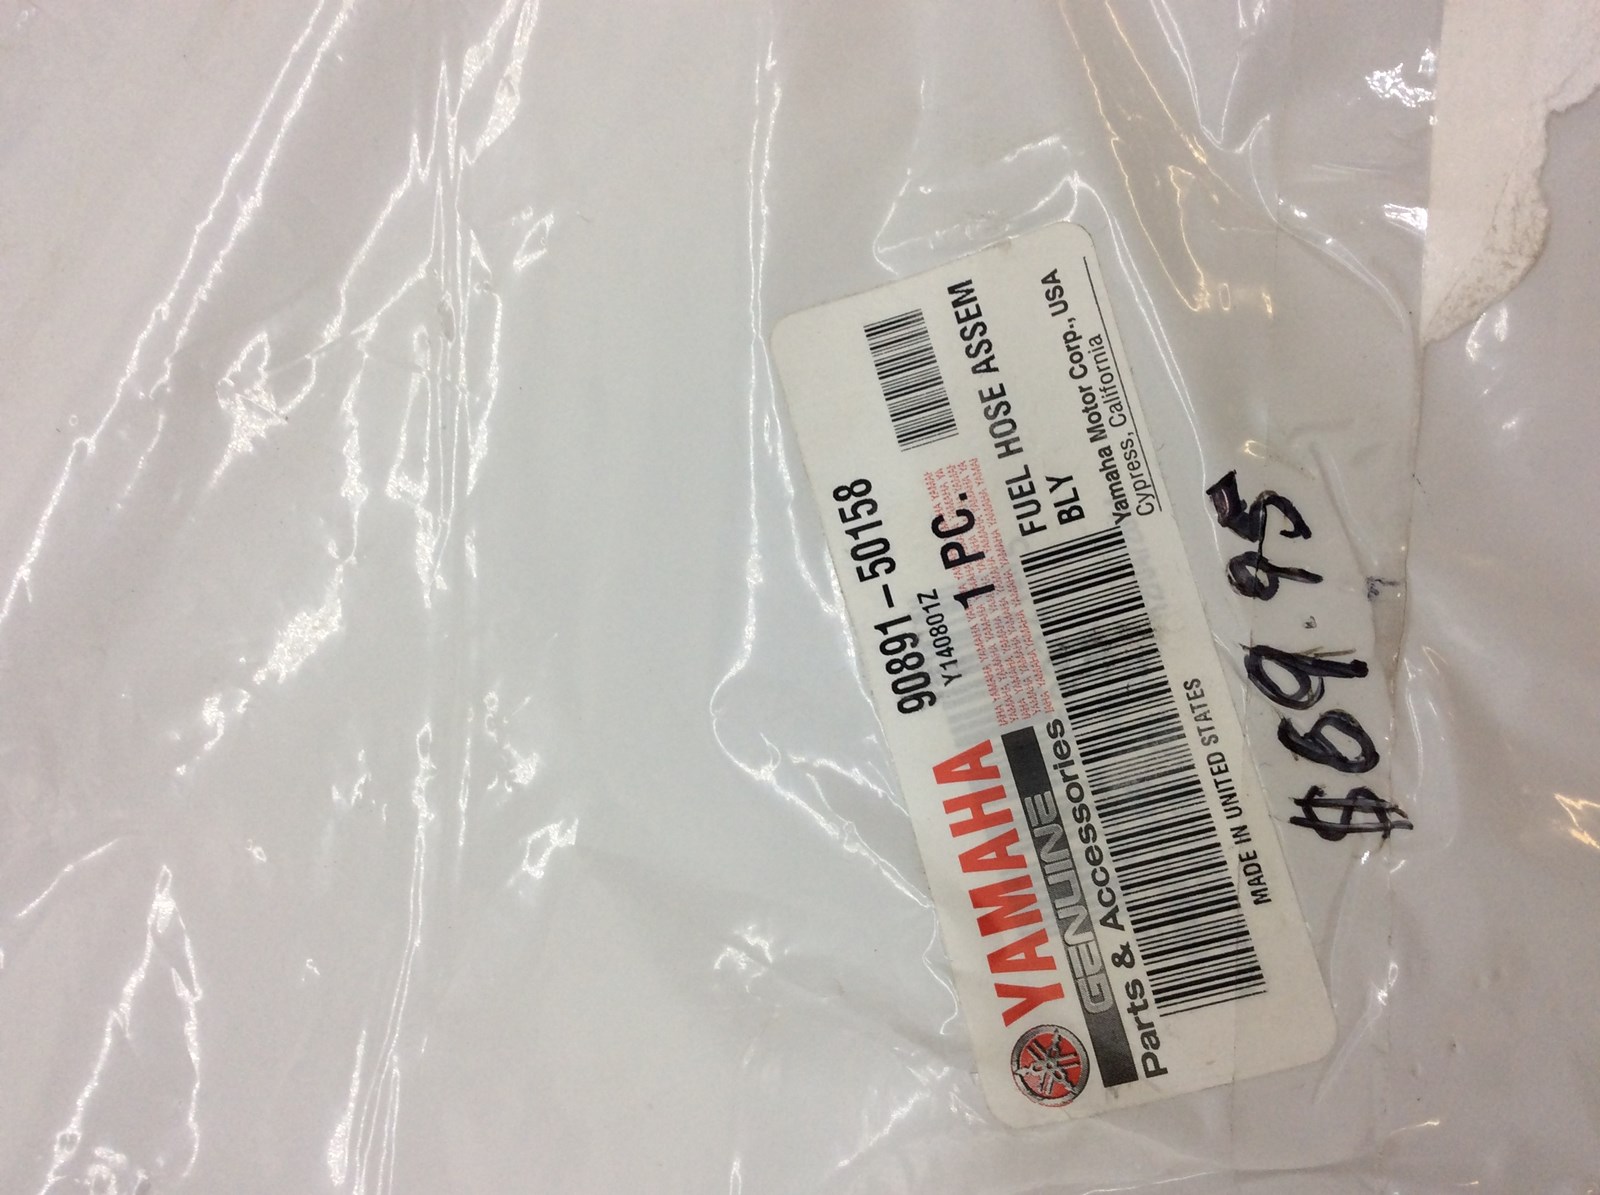 90891-50158
Y140801Z
YAMAHA
1 PC.
GENUINE
Parts & Accessories
FUEL HOSE ASSEM
BLY
Yamaha Motor Corp., USA
Cypress, California
MADE IN UNITED STATES
$69.95